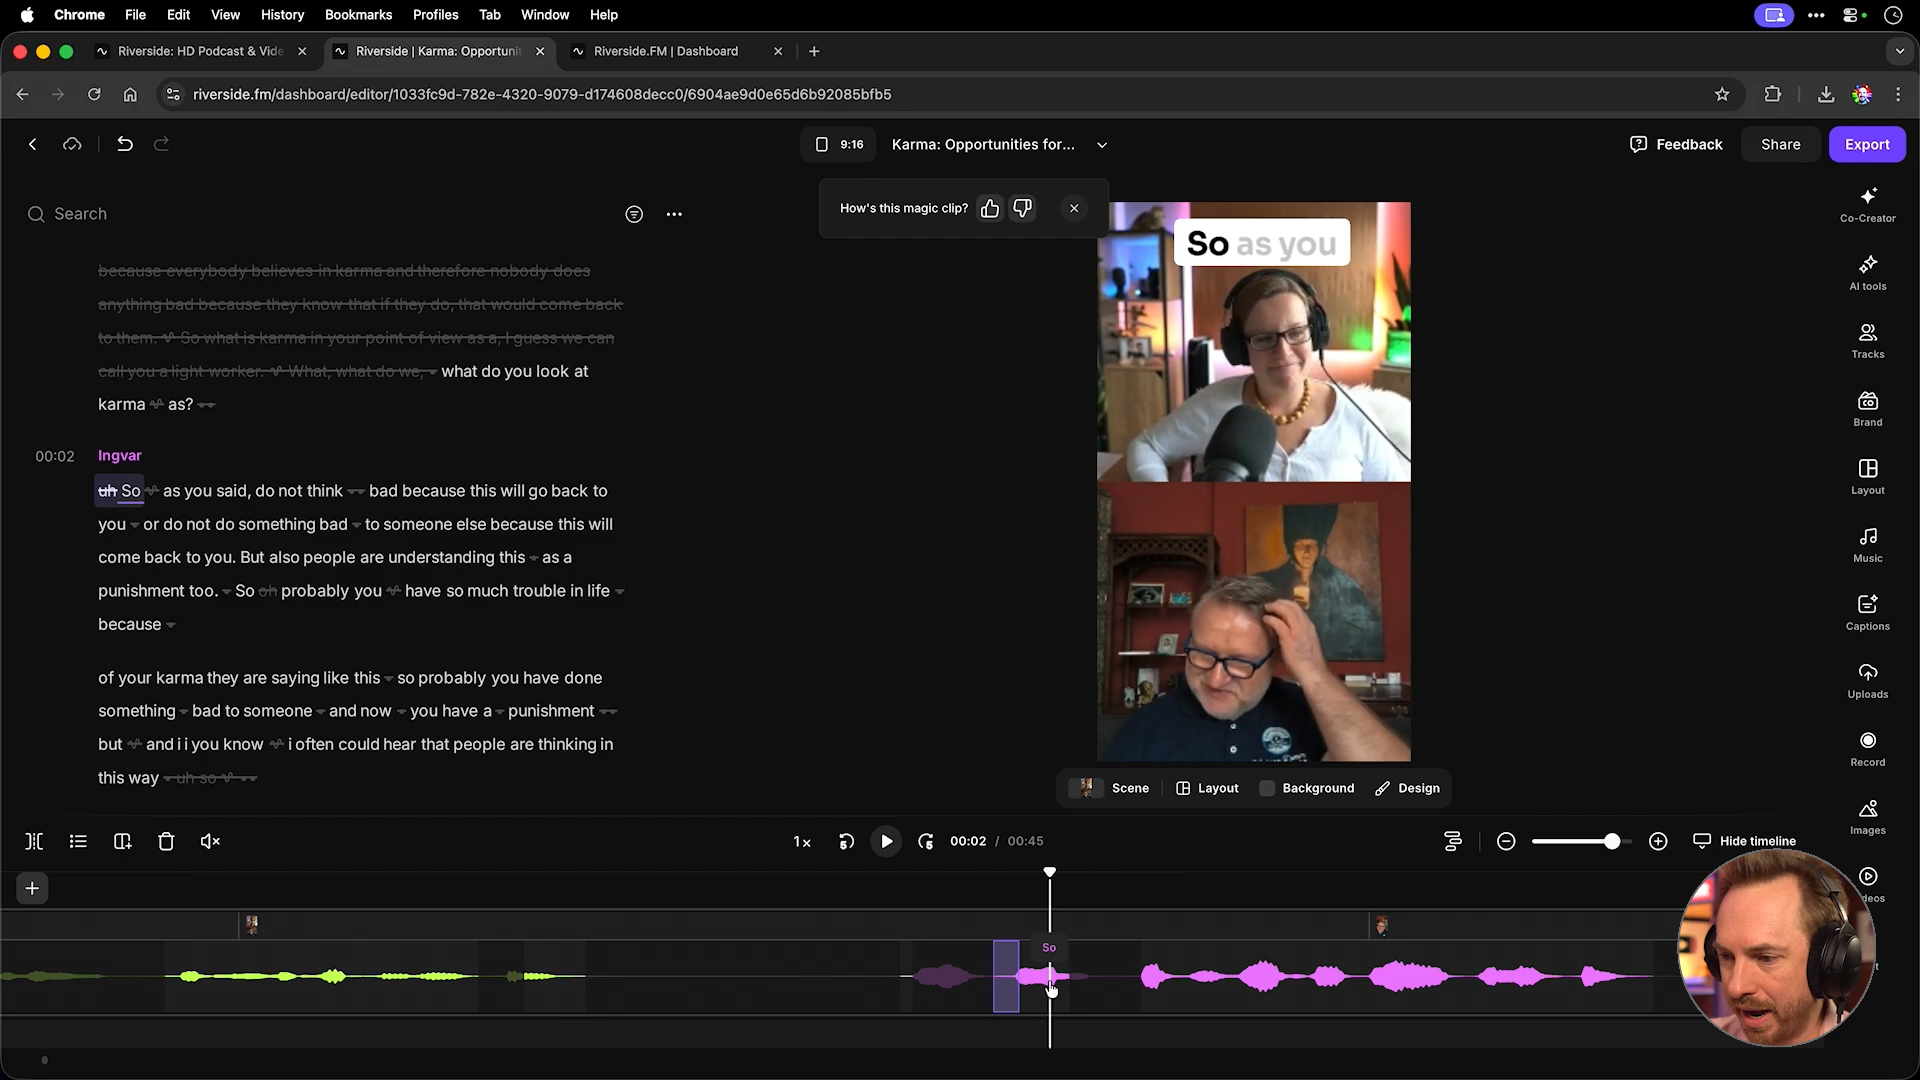 Chrome File Edit View History Bookmarks Profiles Tab Window Help
Riverside: HD Podcast & Vide
Riverside | Karma: Opportuni
Riverside.FM | Dashboard
riverside.fm/dashboard/editor/1033fc9d-782e-4320-9079-d174608decc0/6904ae9d0e65d6b92085bfb5
9:16
Karma: Opportunities for...
Feedback
Share
Export
Search
How's this magic clip?
because everybody believes in karma and therefore nobody does
anything bad because they know that if they do, that would come back
to them. So what is karma in your point of view as a, I guess we can
call you a light worker. What, what do we, what do you look at
karma as?
00:02 Ingvar
uh So as you said, do not think bad because this will go back to
you or do not do something bad to someone else because this will
come back to you. But also people are understanding this as a
punishment too. So oh probably you have so much trouble in life
because
of your karma they are saying like this so probably you have done
something bad to someone and now you have a punishment
but and i i you know i often could hear that people are thinking in
this way uh so
So as you
Scene
Layout
Background
Design
Co-Creator
AI tools
Tracks
Brand
Layout
Music
Captions
Uploads
Record
Images
deos
1x
5
5
00:02 / 00:45
Hide timeline
So